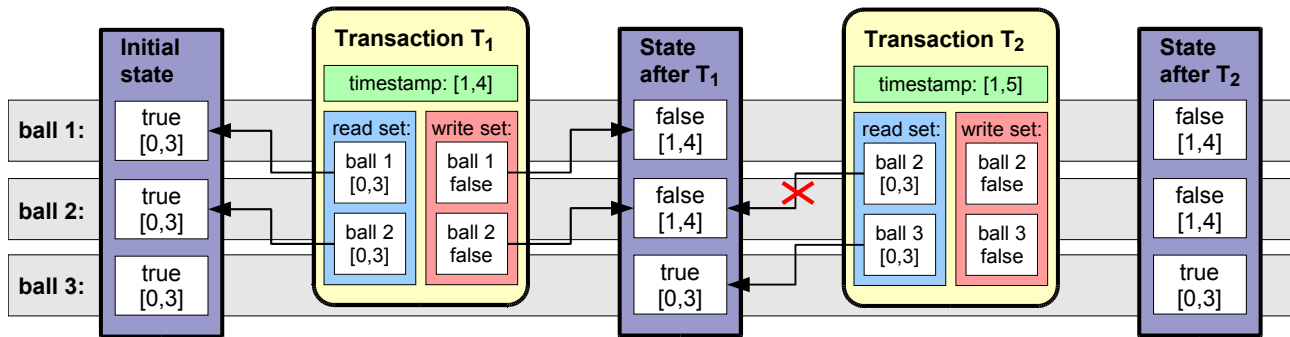 Initial
state
true
[0,3]
true
[0,3]
true
[0,3]
ball 1:
ball 2:
ball 3:
Transaction T1
timestamp: [1,4]
read set:
ball 1
[0,3]
ball 2
[0,3]
write set:
ball 1
false
ball 2
false
State
after T1
false
[1,4]
false
[1,4]
true
[0,3]
Transaction T2
timestamp: [1,5]
read set:
ball 2
[0,3]
ball 3
[0,3]
write set:
ball 2
false
ball 3
false
State
after T2
false
[1,4]
false
[1,4]
true
[0,3]